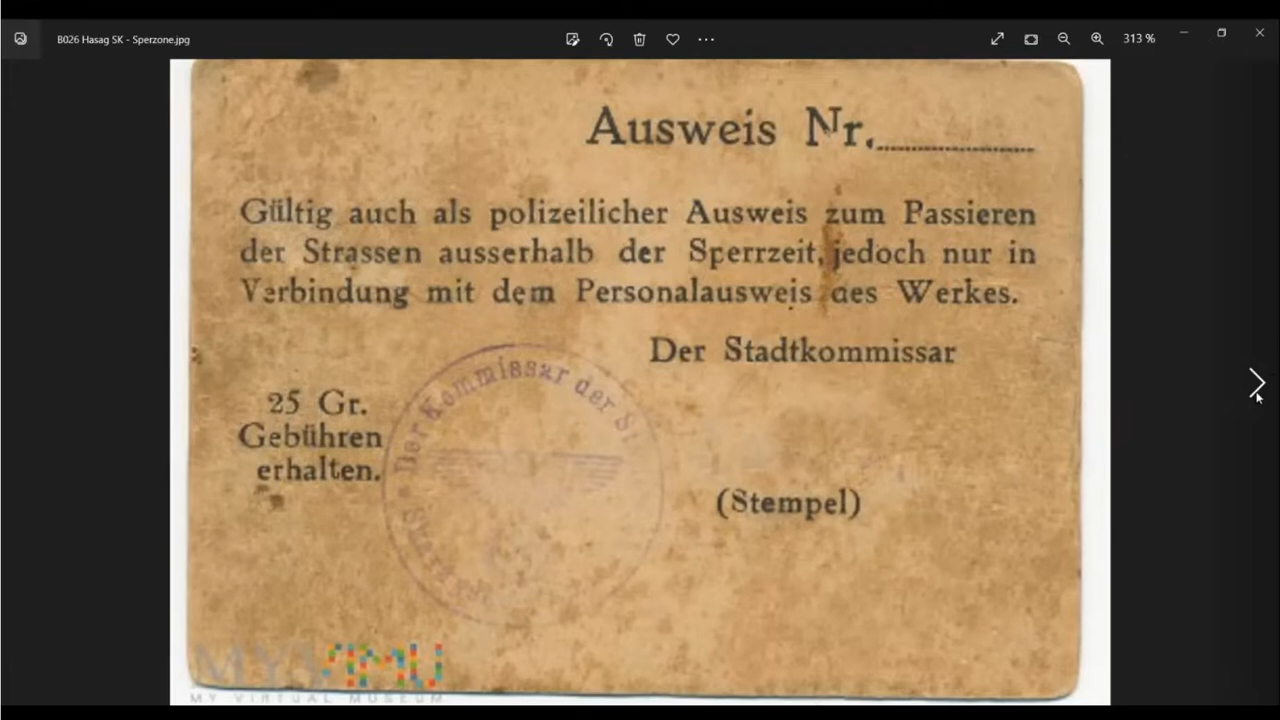 B026 Hasag SK - Sperzone.jpg
313 %
Ausweis Nr.
Gültig auch als polizeilicher Ausweis zum Passieren
der Strassen ausserhalb der Sperrzeit, jedoch nur in
Verbindung mit dem Personalausweis des Werkes.
Der Stadtkommissar
25 Gr.
Gebühren
erhalten.
Der Kommissar der St
(Stempel)
MY VIRTUAL MUSEUM